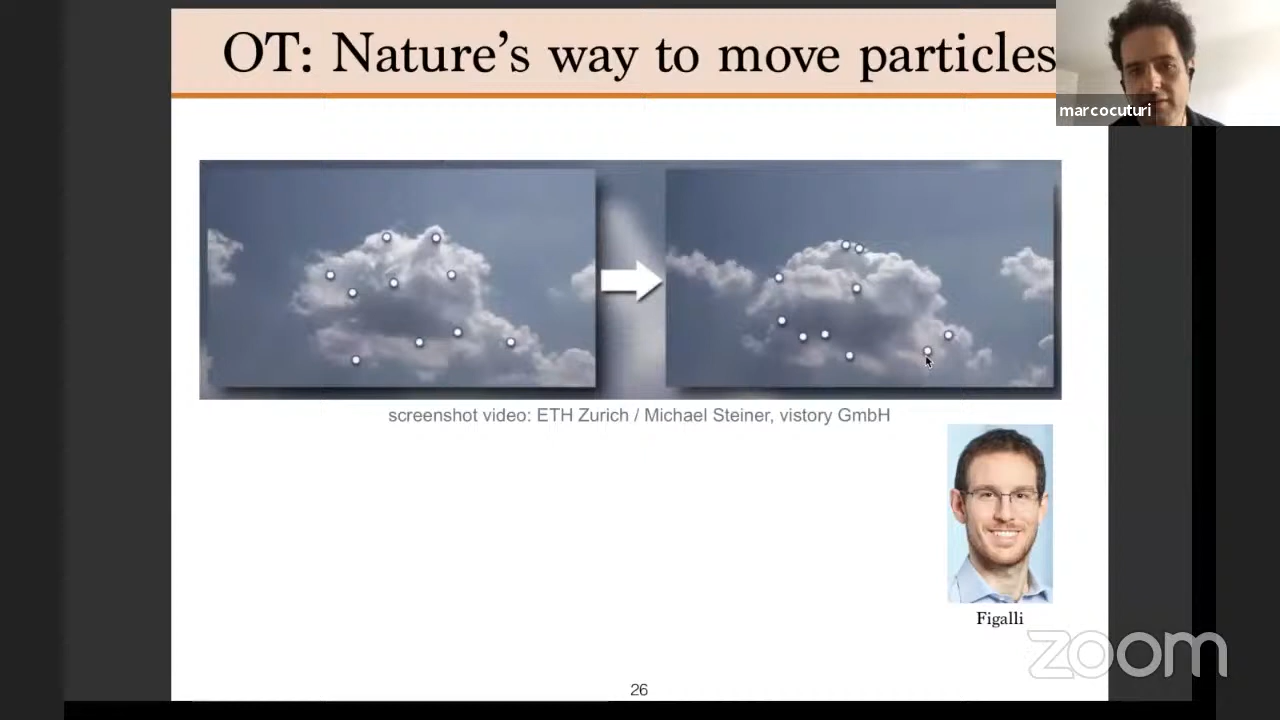 OT: Nature's way to move particles
marcocuturi
screenshot video: ETH Zurich / Michael Steiner, vistory GmbH
Figalli
zoom
26